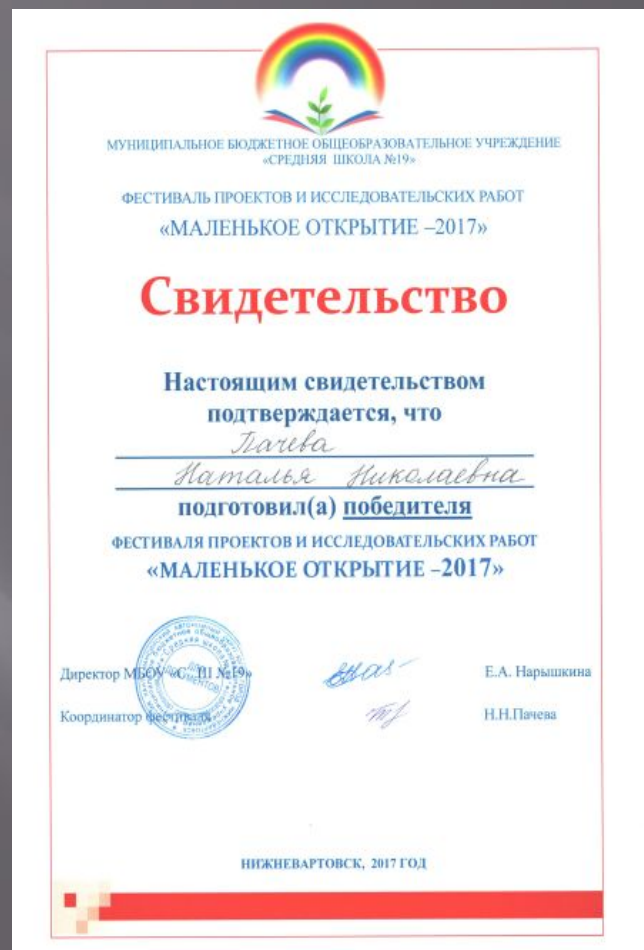 МУНИЦИПАЛЬНОЕ БЮДЖЕТНОЕ ОБЩЕОБРАЗОВАТЕЛЬНОЕ УЧРЕЖДЕНИЕ
«СРЕДНЯЯ ШКОЛА №19»
ФЕСТИВАЛЬ ПРОЕКТОВ И ИССЛЕДОВАТЕЛЬСКИХ РАБОТ
«МАЛЕНЬКОЕ ОТКРЫТИЕ –2017»
Свидетельство
Настоящим свидетельством
подтверждается, что
Пачева
Наталья Николаевна
подготовил(а) победителя
ФЕСТИВАЛЯ ПРОЕКТОВ И ИССЛЕДОВАТЕЛЬСКИХ РАБОТ
«МАЛЕНЬКОЕ ОТКРЫТИЕ –2017»
Директор МБОУ «СШ №19» Е.А. Нарышкина
Координатор фестиваля Н.Н.Пачева
ДЛЯ ДОКУМЕНТОВ
НИЖНЕВАРТОВСК, 2017 ГОД